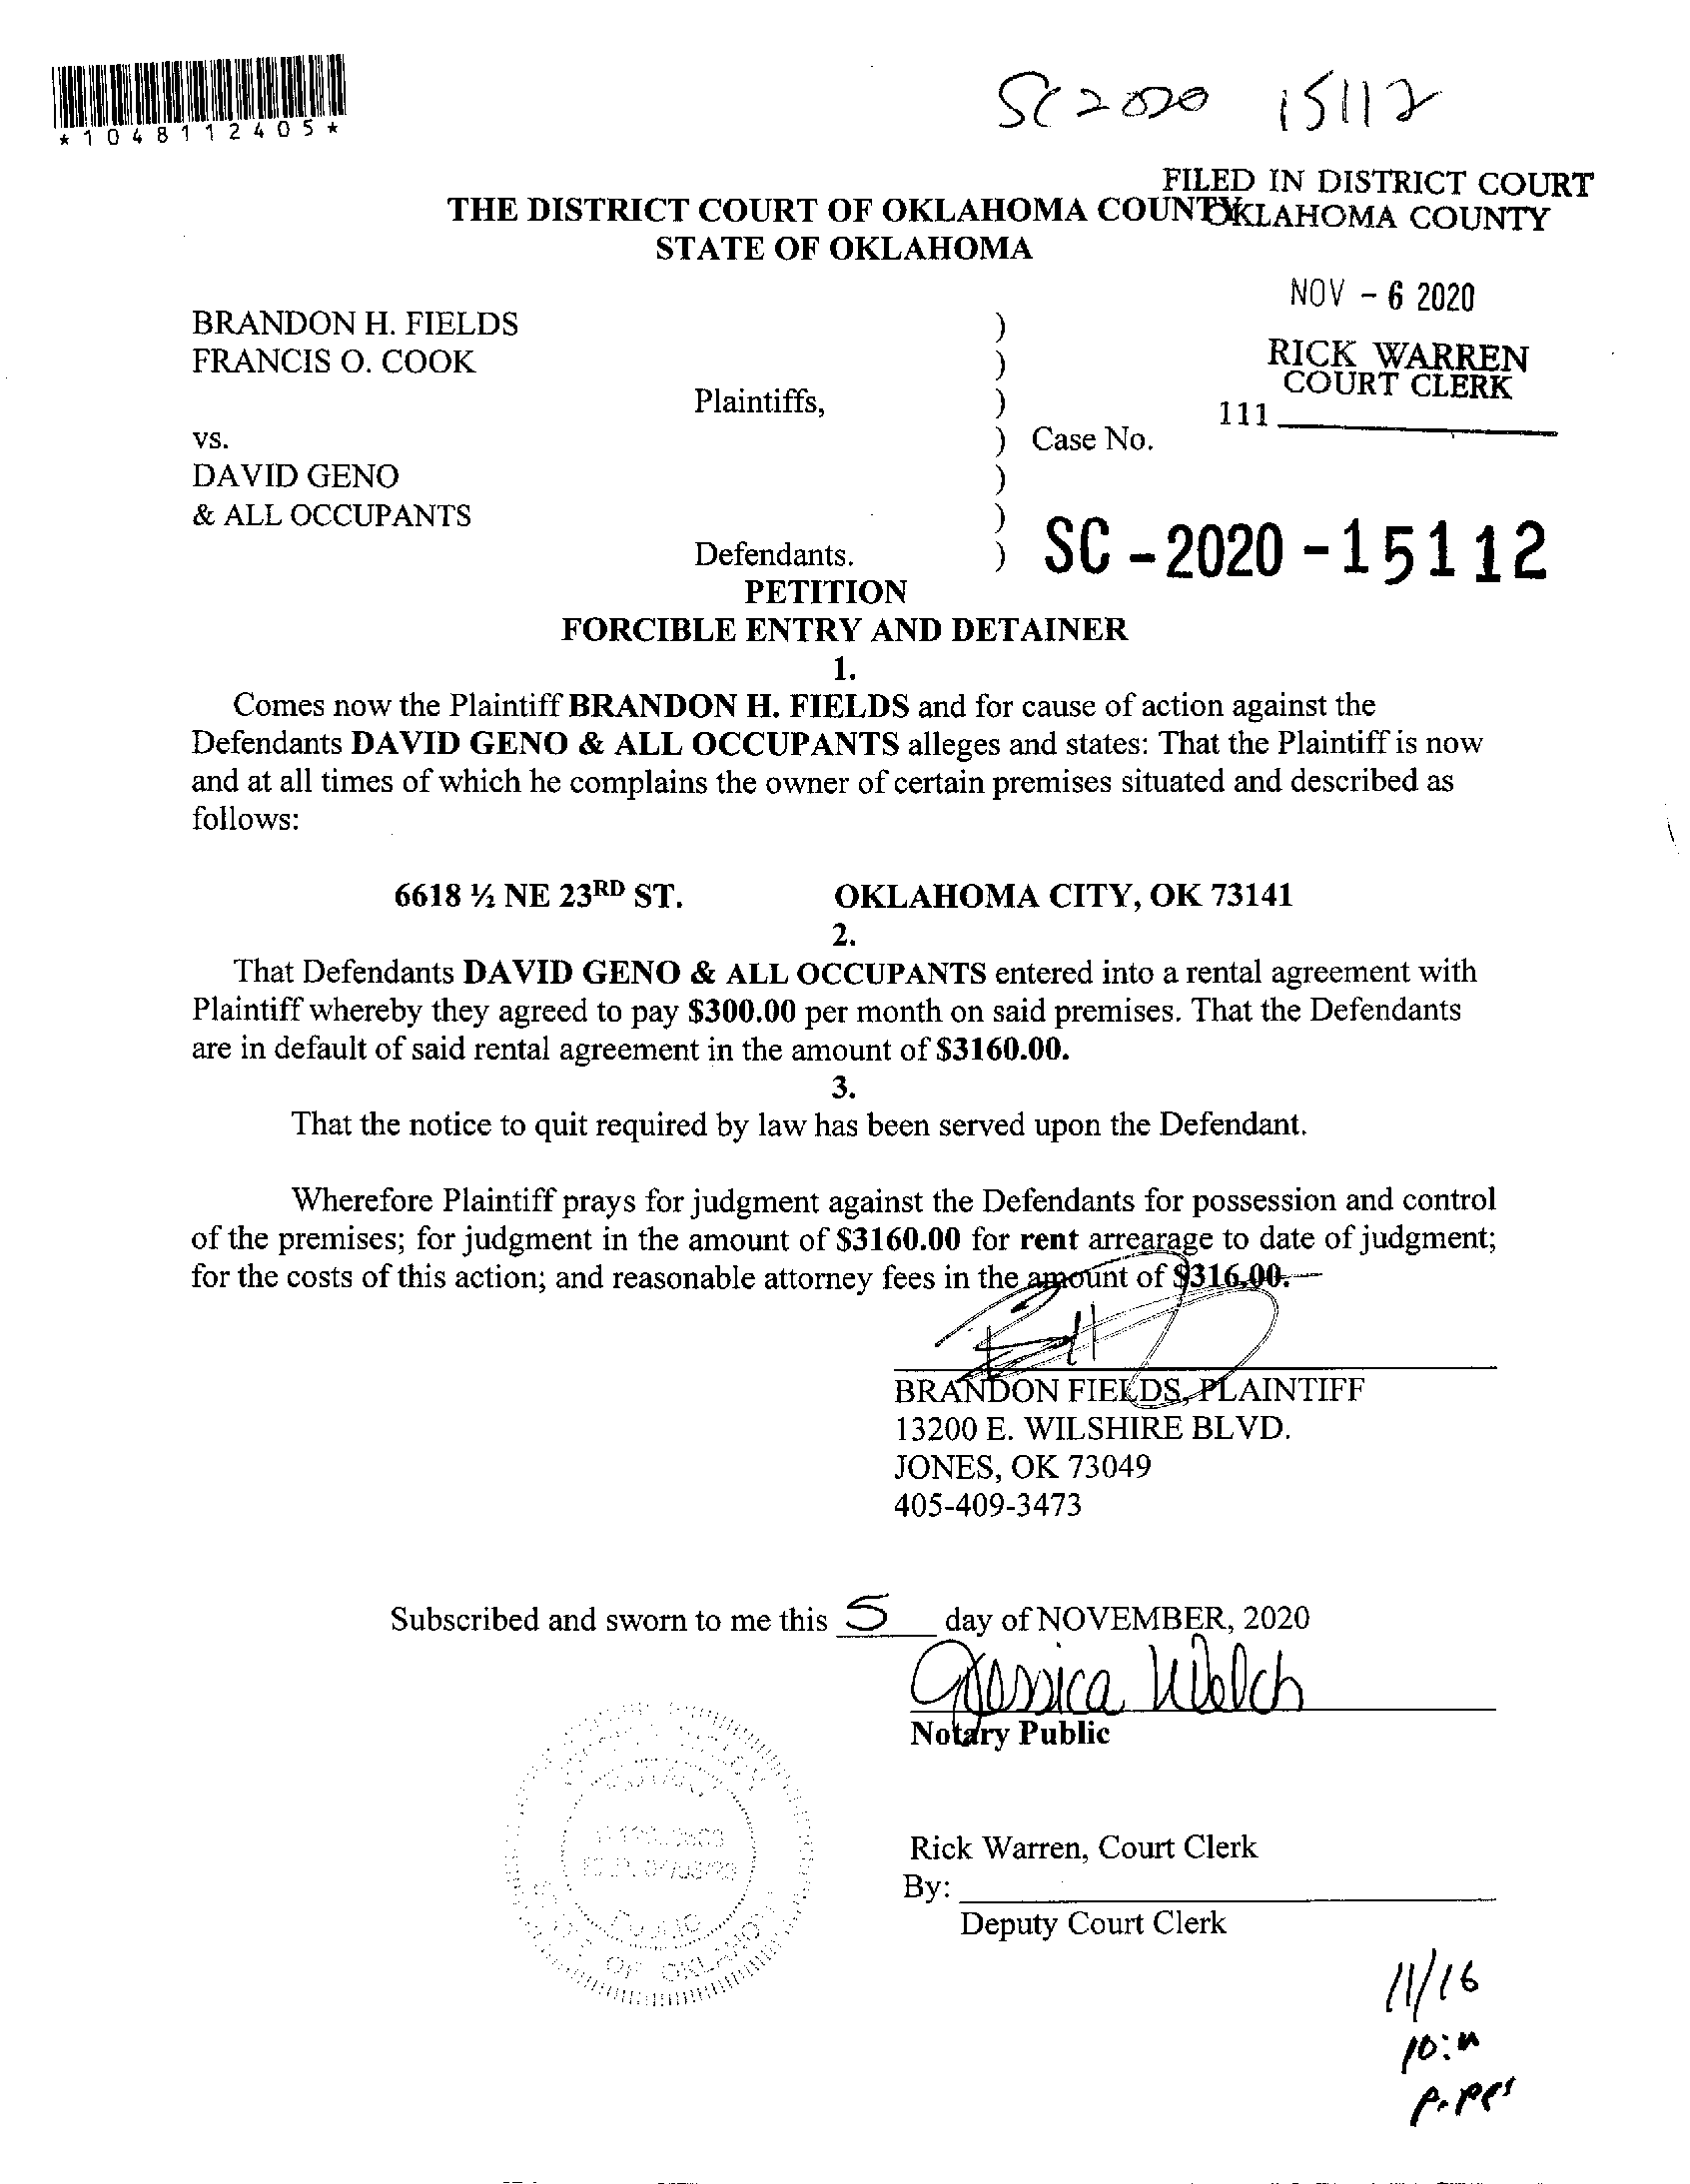 *1048112405*
SC2020 15112
FILED IN DISTRICT COURT
OKLAHOMA COUNTY
THE DISTRICT COURT OF OKLAHOMA COUNTY
STATE OF OKLAHOMA
NOV - 6 2020
RICK WARREN
COURT CLERK
111
BRANDON H. FIELDS )
FRANCIS O. COOK )
Plaintiffs, )
vs. ) Case No.
DAVID GENO )
& ALL OCCUPANTS )
SC - 2020 - 15112
Defendants. )
PETITION
FORCIBLE ENTRY AND DETAINER
1.
Comes now the Plaintiff BRANDON H. FIELDS and for cause of action against the
Defendants DAVID GENO & ALL OCCUPANTS alleges and states: That the Plaintiff is now
and at all times of which he complains the owner of certain premises situated and described as
follows:
6618 ½ NE 23RD ST. OKLAHOMA CITY, OK 73141
2.
That Defendants DAVID GENO & ALL OCCUPANTS entered into a rental agreement with
Plaintiff whereby they agreed to pay $300.00 per month on said premises. That the Defendants
are in default of said rental agreement in the amount of $3160.00.
3.
That the notice to quit required by law has been served upon the Defendant.
Wherefore Plaintiff prays for judgment against the Defendants for possession and control
of the premises; for judgment in the amount of $3160.00 for rent arrearage to date of judgment;
for the costs of this action; and reasonable attorney fees in the amount of $316.00.
BRANDON FIELDS, PLAINTIFF
13200 E. WILSHIRE BLVD.
JONES, OK 73049
405-409-3473
Subscribed and sworn to me this 5 day of NOVEMBER, 2020
Jessica Welch
Notary Public
Rick Warren, Court Clerk
By:
Deputy Court Clerk
OF OKLAHOMA
11/16